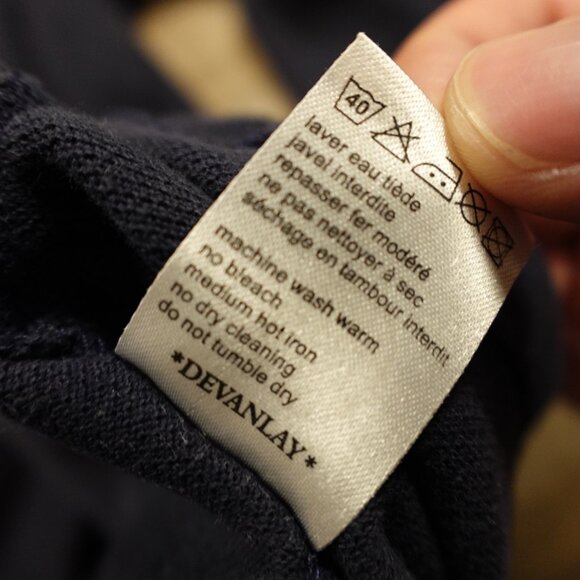 40
laver eau tiède
javel interdite
repasser fer modéré
ne pas nettoyer à sec
séchage en tambour interdit
machine wash warm
no bleach
medium hot iron
no dry cleaning
do not tumble dry
*DEVANLAY*